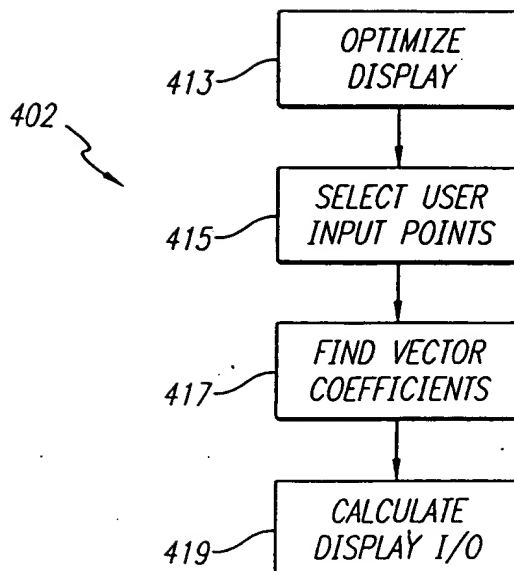 OPTIMIZE
DISPLAY
413
402
SELECT USER
INPUT POINTS
415
FIND VECTOR
COEFFICIENTS
417
CALCULATE
DISPLAY I/O
419